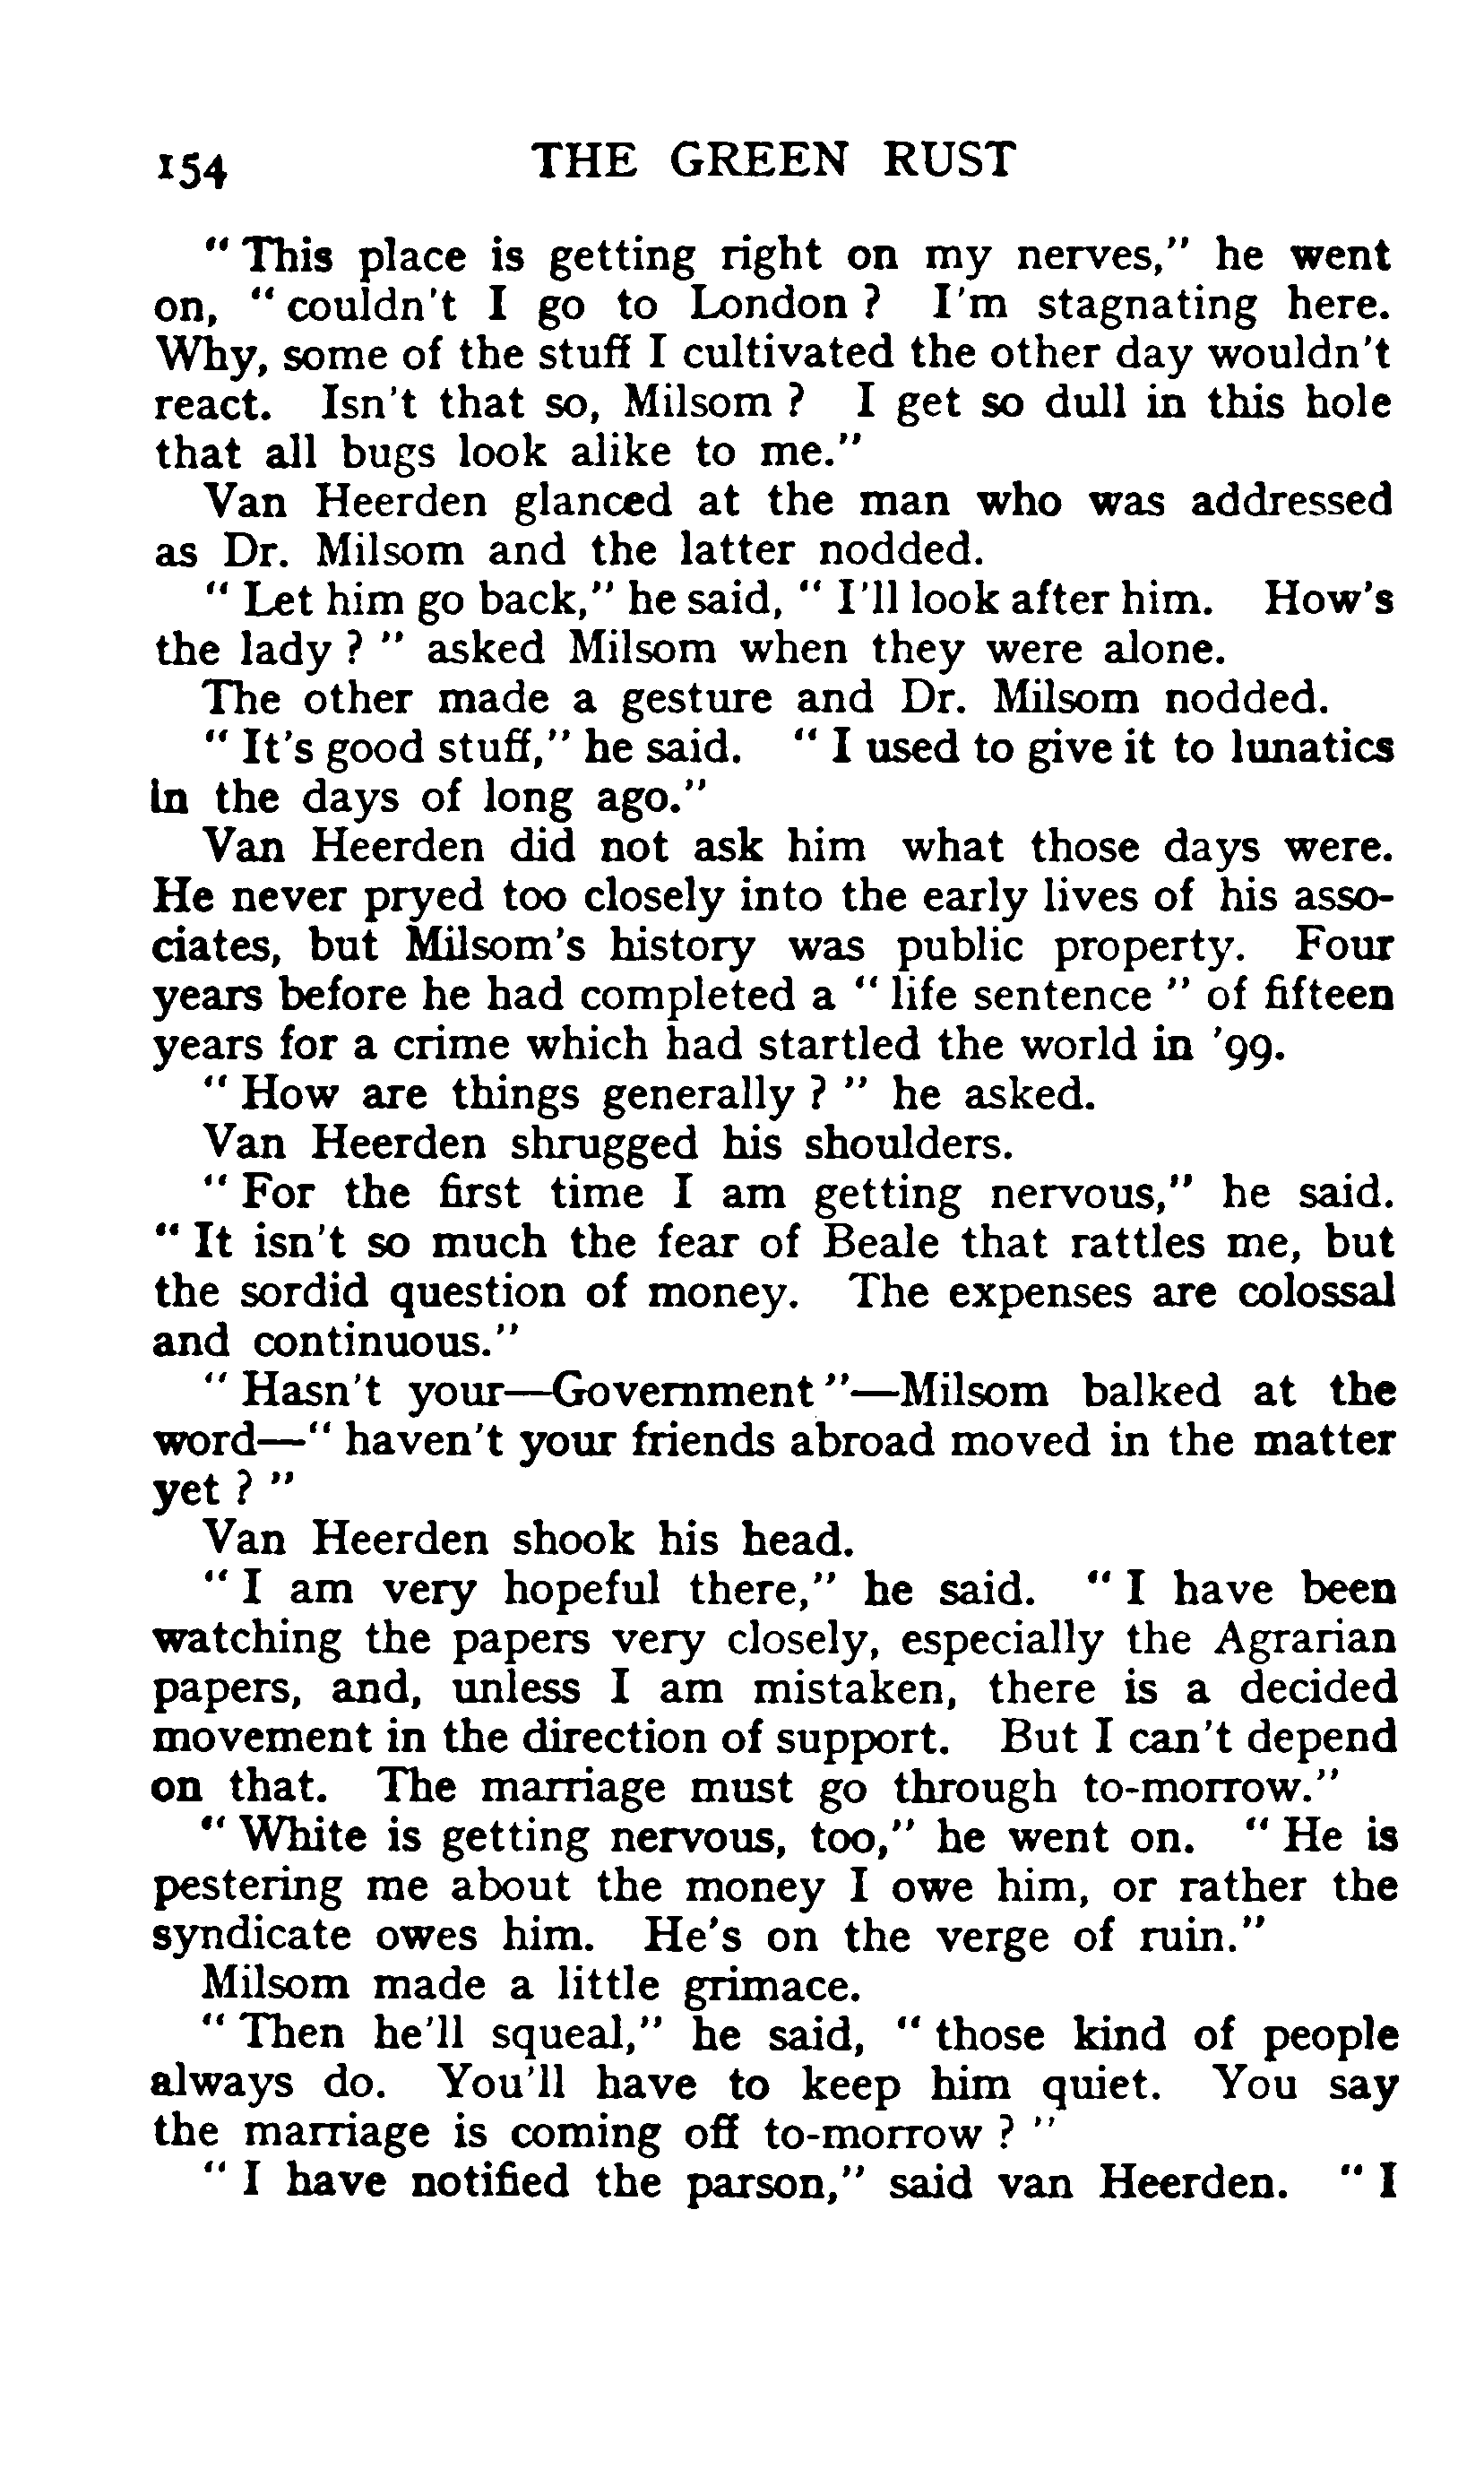 154 THE GREEN RUST
" This place is getting right on my nerves," he went
on, " couldn't I go to London ? I'm stagnating here.
Why, some of the stuff I cultivated the other day wouldn't
react. Isn't that so, Milsom ? I get so dull in this hole
that all bugs look alike to me."
Van Heerden glanced at the man who was addressed
as Dr. Milsom and the latter nodded.
" Let him go back," he said, " I'll look after him. How's
the lady ? " asked Milsom when they were alone.
The other made a gesture and Dr. Milsom nodded.
" It's good stuff," he said. " I used to give it to lunatics
in the days of long ago."
Van Heerden did not ask him what those days were.
He never pryed too closely into the early lives of his asso-
ciates, but Milsom's history was public property. Four
years before he had completed a " life sentence " of fifteen
years for a crime which had startled the world in '99.
" How are things generally ? " he asked.
Van Heerden shrugged his shoulders.
" For the first time I am getting nervous," he said.
" It isn't so much the fear of Beale that rattles me, but
the sordid question of money. The expenses are colossal
and continuous."
" Hasn't your—Government "—Milsom balked at the
word—" haven't your friends abroad moved in the matter
yet ? "
Van Heerden shook his head.
" I am very hopeful there," he said. " I have been
watching the papers very closely, especially the Agrarian
papers, and, unless I am mistaken, there is a decided
movement in the direction of support. But I can't depend
on that. The marriage must go through to-morrow."
" White is getting nervous, too," he went on. " He is
pestering me about the money I owe him, or rather the
syndicate owes him. He's on the verge of ruin."
Milsom made a little grimace.
" Then he'll squeal," he said, " those kind of people
always do. You'll have to keep him quiet. You say
the marriage is coming off to-morrow ? "
" I have notified the parson," said van Heerden. " I